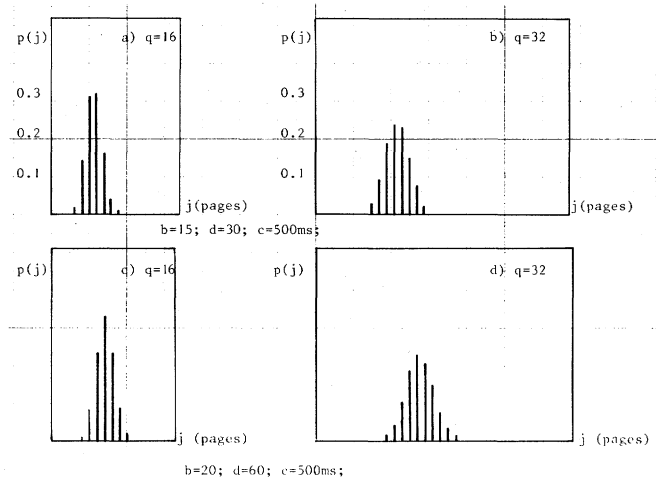 p(j) a) q=16 p(j) b) q=32
0.3 0.3
0.2 0.2
0.1 0.1
j(pages) j(pages)
b=15; d=30; c=500ms;
p(j) c) q=16 p(j) d) q=32
j (pages) j (pages)
b=20; d=60; c=500ms;